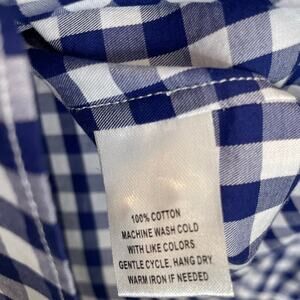 100% COTTON
MACHINE WASH COLD
WITH LIKE COLORS
GENTLE CYCLE, HANG DRY
WARM IRON IF NEEDED